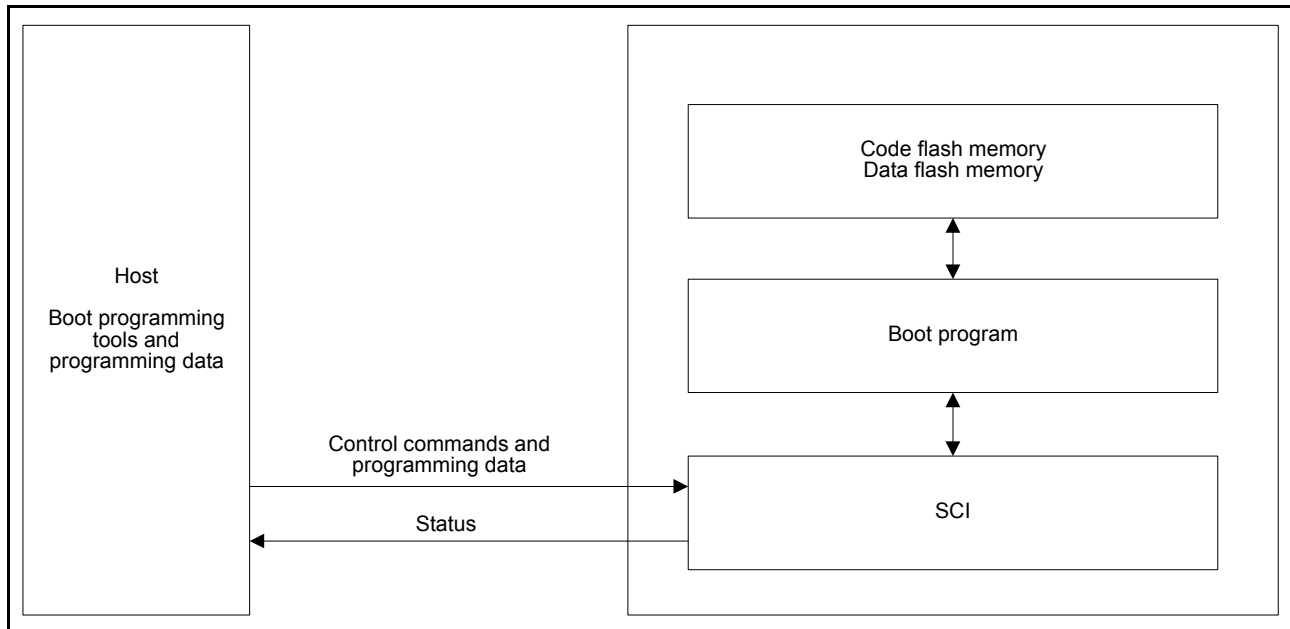 Host
Boot programming
tools and
programming data
Control commands and
programming data
Status
Code flash memory
Data flash memory
Boot program
SCI